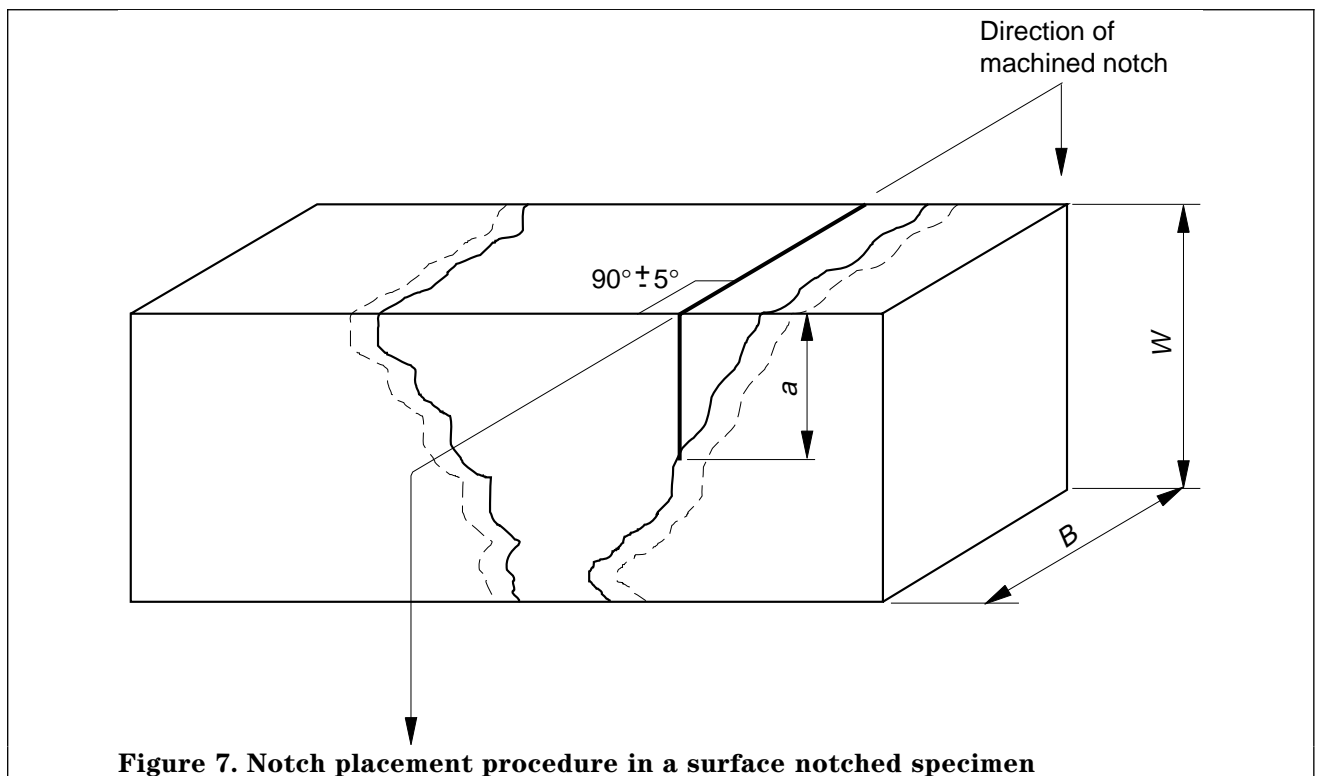 Direction of
machined notch
90° ± 5°
a
W
B
Figure 7. Notch placement procedure in a surface notched specimen